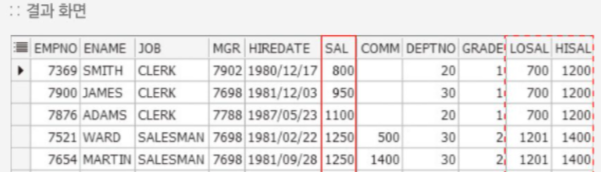 :: 결과 화면
EMPNO ENAME JOB MGR HIREDATE SAL COMM DEPTNO GRADE LOSAL HISAL
7369 SMITH CLERK 7902 1980/12/17 800 20 1 700 1200
7900 JAMES CLERK 7698 1981/12/03 950 30 1 700 1200
7876 ADAMS CLERK 7788 1987/05/23 1100 20 1 700 1200
7521 WARD SALESMAN 7698 1981/02/22 1250 500 30 2 1201 1400
7654 MARTIN SALESMAN 7698 1981/09/28 1250 1400 30 2 1201 1400